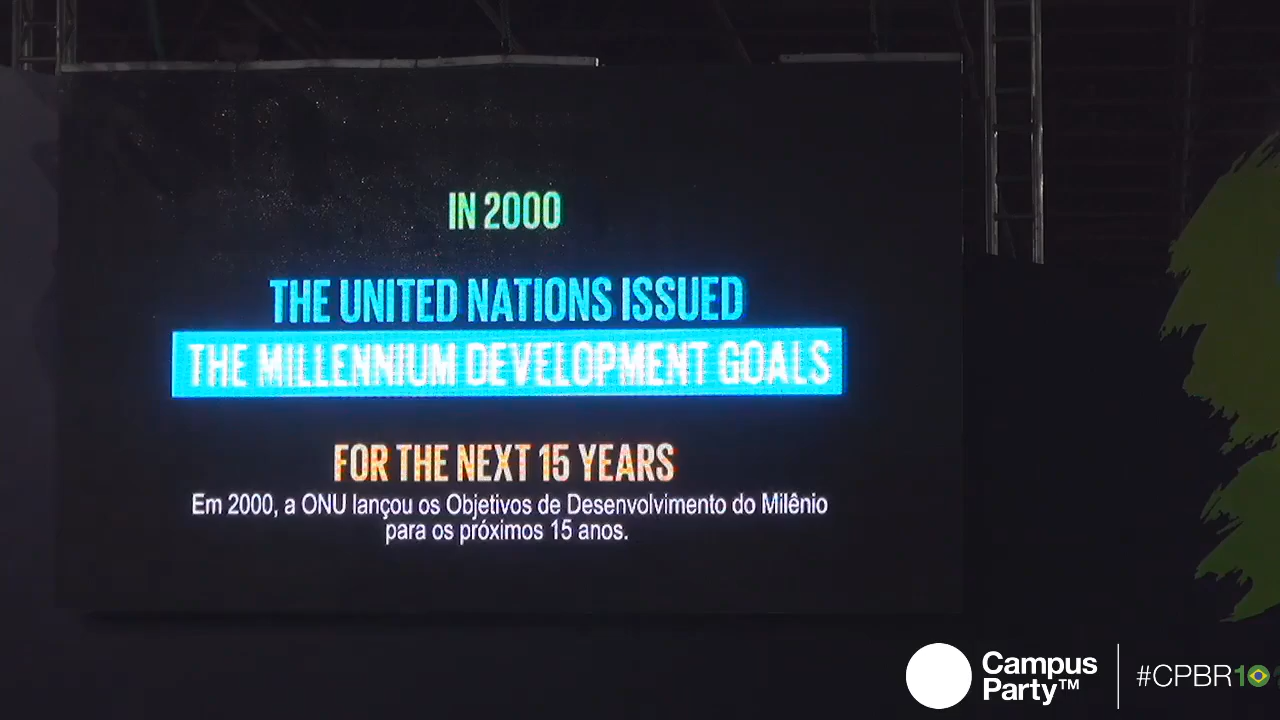 IN 2000
THE UNITED NATIONS ISSUED
THE MILLENNIUM DEVELOPMENT GOALS
FOR THE NEXT 15 YEARS
Em 2000, a ONU lançou os Objetivos de Desenvolvimento do Milênio
para os próximos 15 anos.
Campus
Party™
#CPBR10